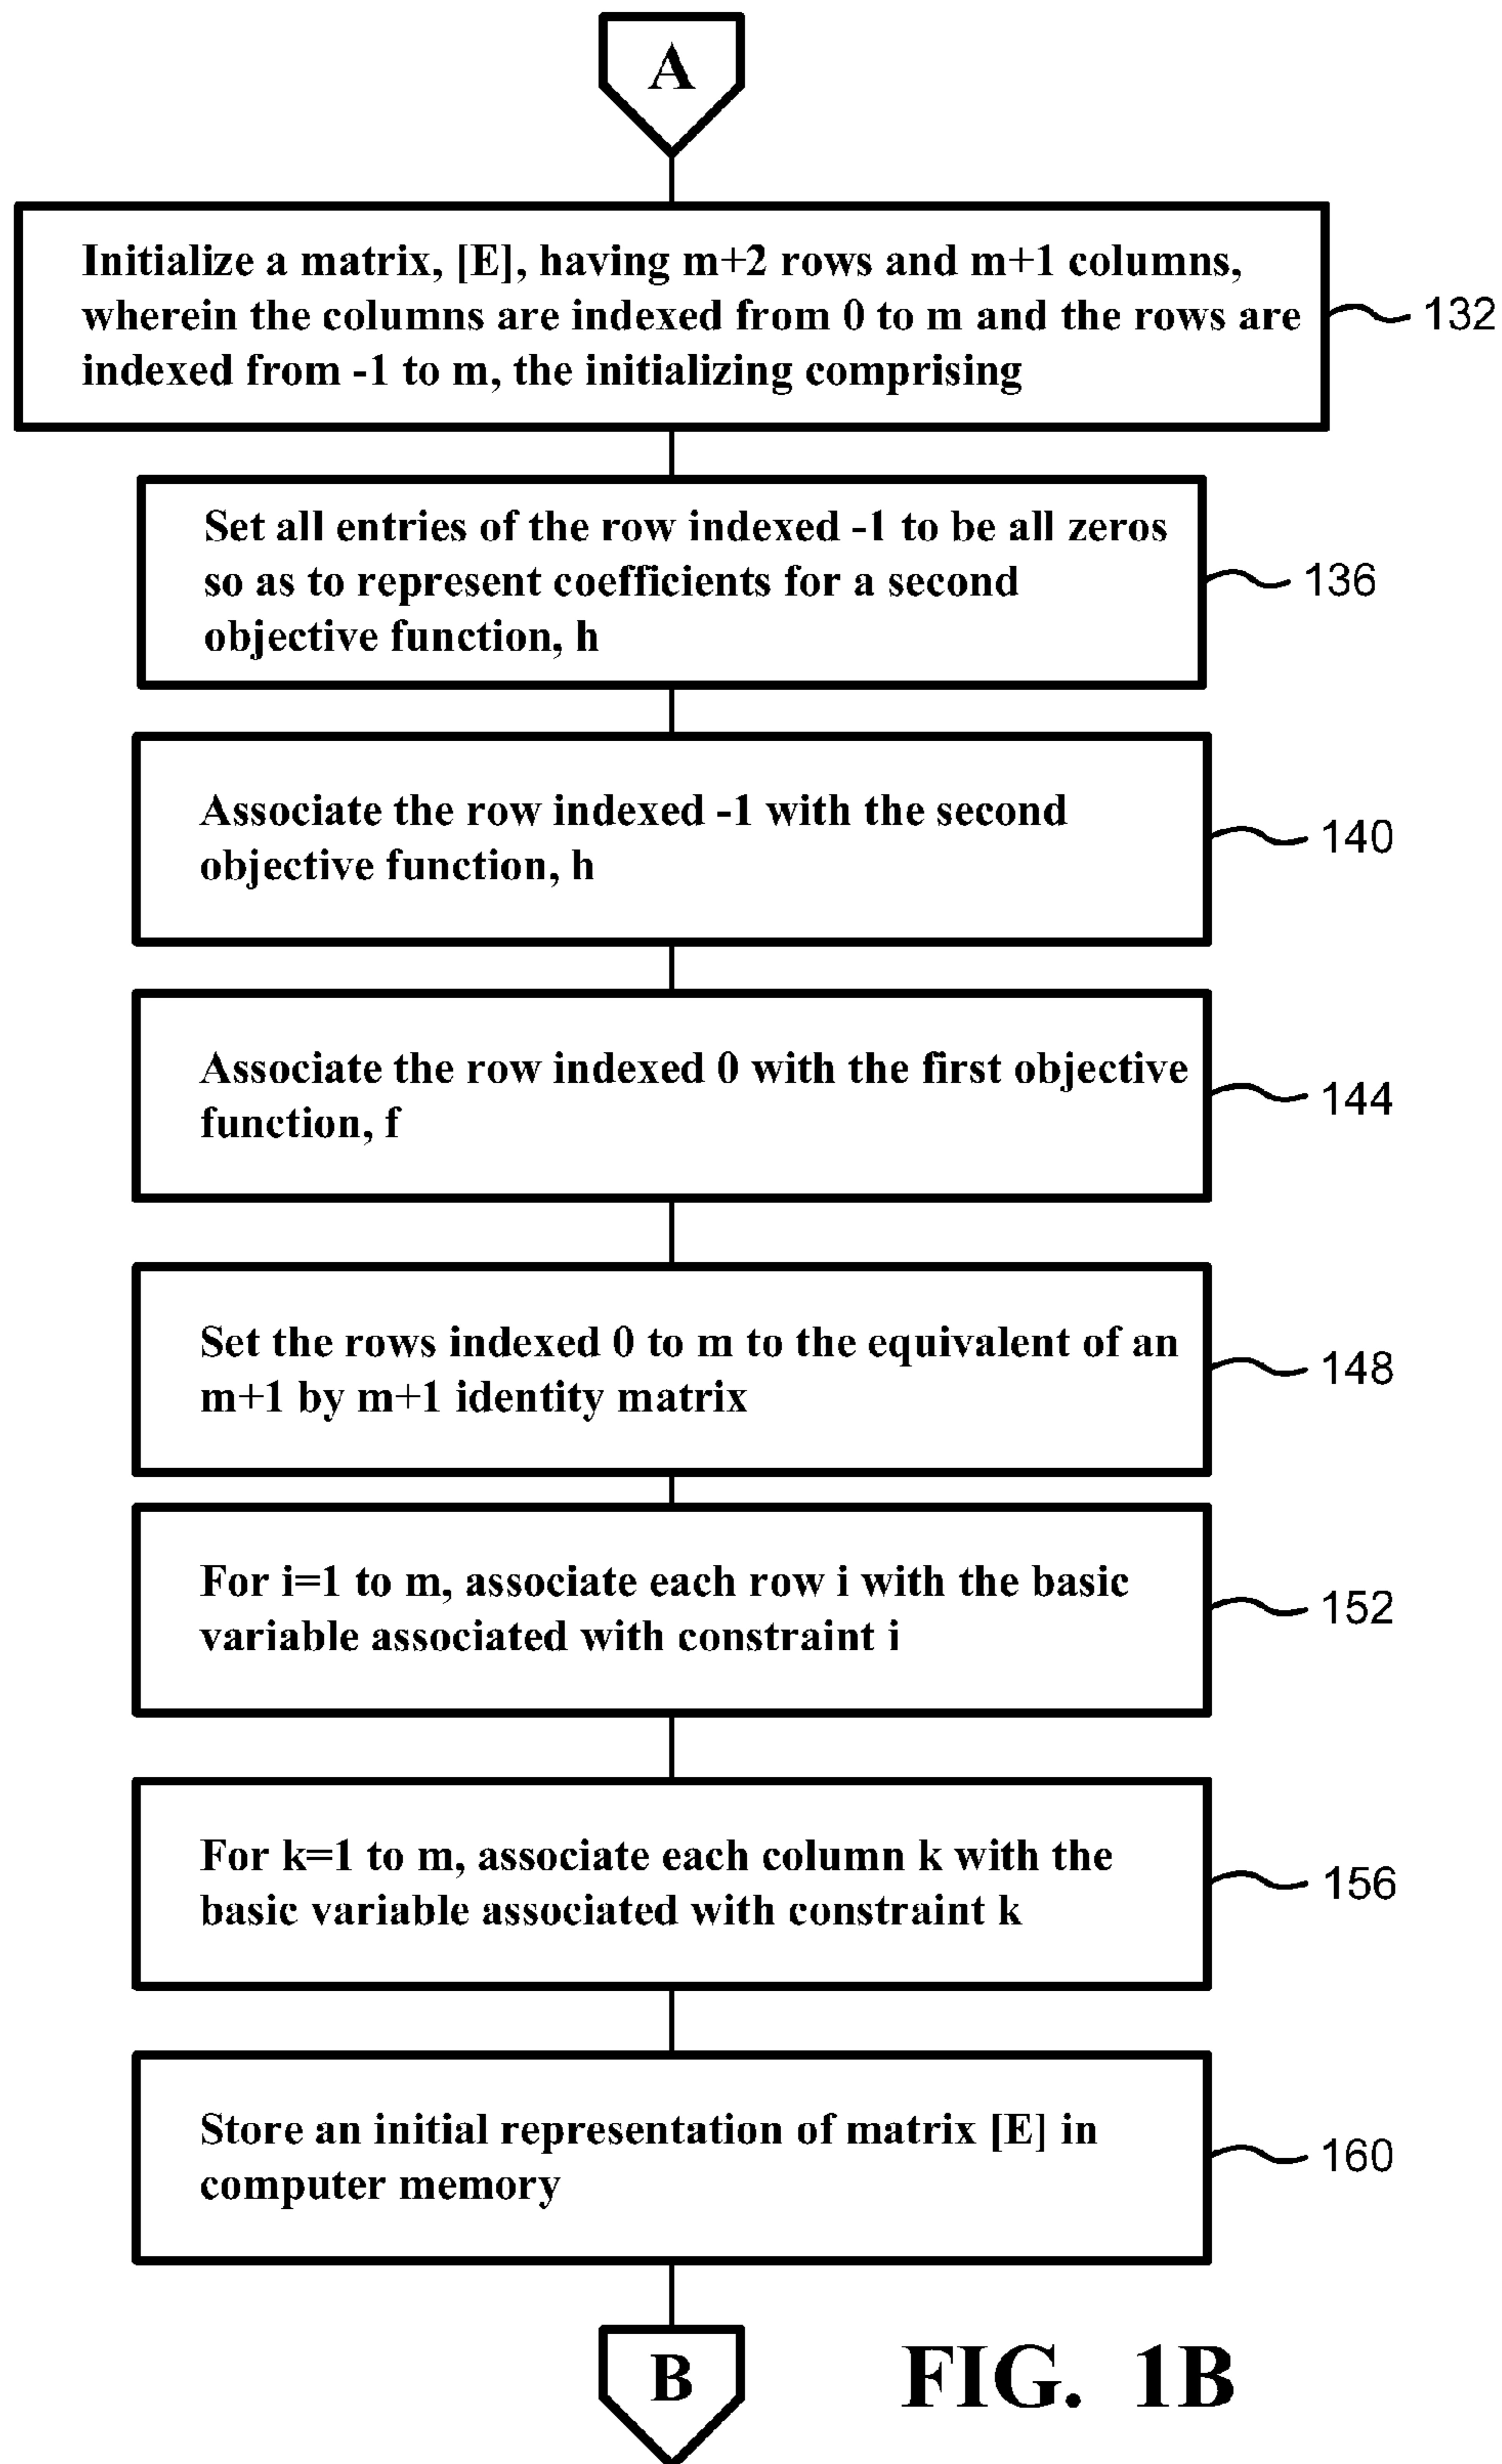 A
Initialize a matrix, [E], having m+2 rows and m+1 columns,
wherein the columns are indexed from 0 to m and the rows are
indexed from -1 to m, the initializing comprising
132
Set all entries of the row indexed -1 to be all zeros
so as to represent coefficients for a second
objective function, h
136
Associate the row indexed -1 with the second
objective function, h
140
Associate the row indexed 0 with the first objective
function, f
144
Set the rows indexed 0 to m to the equivalent of an
m+1 by m+1 identity matrix
148
For i=1 to m, associate each row i with the basic
variable associated with constraint i
152
For k=1 to m, associate each column k with the
basic variable associated with constraint k
156
Store an initial representation of matrix [E] in
computer memory
160
B
FIG. 1B